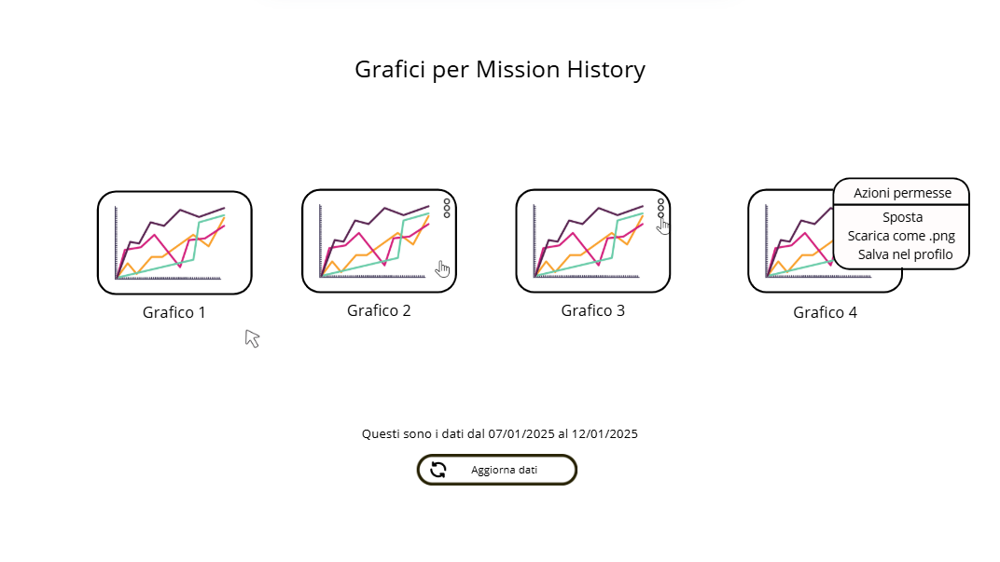 Grafici per Mission History
Azioni permesse
Sposta
Scarica come .png
Salva nel profilo
Grafico 1
Grafico 2
Grafico 3
Grafico 4
Questi sono i dati dal 07/01/2025 al 12/01/2025
Aggiorna dati